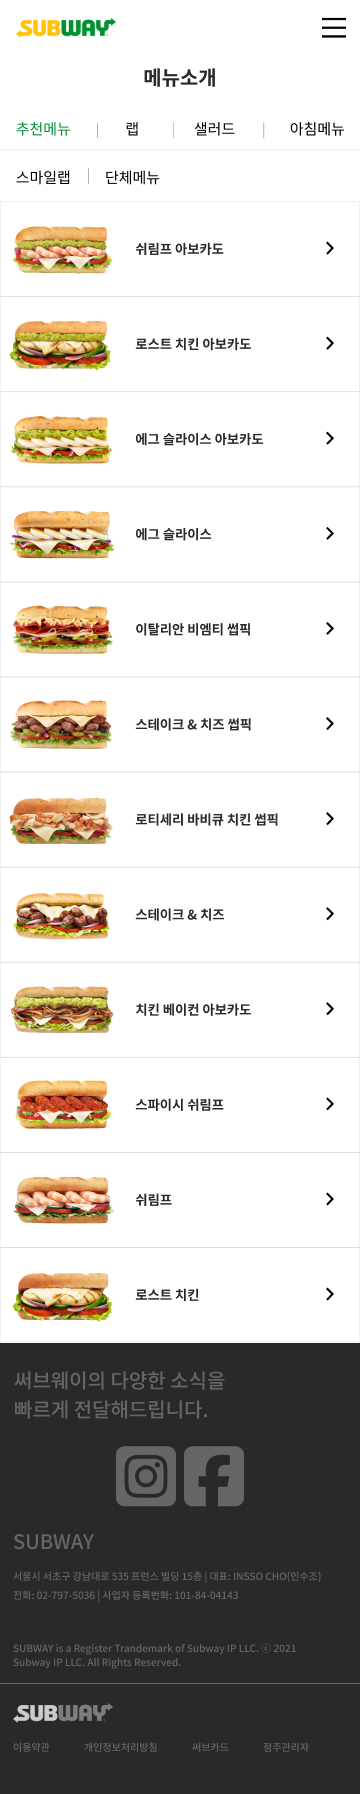 SUBWAY
메뉴소개
추천메뉴 | 랩 | 샐러드 | 아침메뉴
스마일랩 | 단체메뉴
쉬림프 아보카도
로스트 치킨 아보카도
에그 슬라이스 아보카도
에그 슬라이스
이탈리안 비엠티 썹픽
스테이크 & 치즈 썹픽
로티세리 바비큐 치킨 썹픽
스테이크 & 치즈
치킨 베이컨 아보카도
스파이시 쉬림프
쉬림프
로스트 치킨
써브웨이의 다양한 소식을
빠르게 전달해드립니다.
SUBWAY
서울시 서초구 강남대로 535 프런스 빌딩 15층 | 대표: INSSO CHO(인수조)
전화: 02-797-5036 | 사업자 등록번화: 101-84-04143
SUBWAY is a Register Trandemark of Subway IP LLC. ⓒ 2021
Subway IP LLC. All Rights Reserved.
SUBWAY
이용약관 개인정보처리방침 써브카드 점주관리자